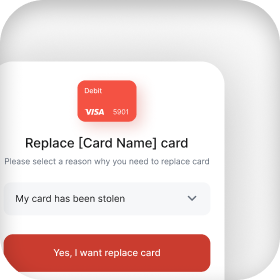 Debit
VISA 5901
Replace [Card Name] card
Please select a reason why you need to replace card
My card has been stolen
Yes, I want replace card